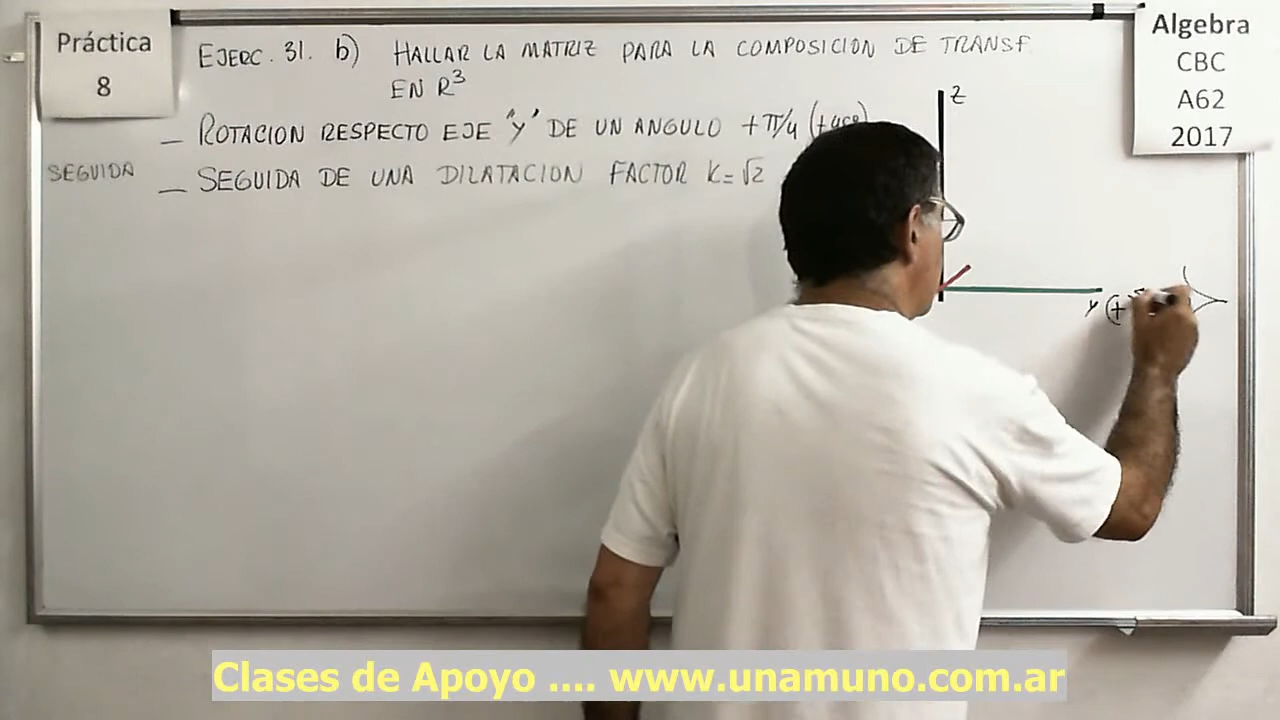 Práctica
8
EJERC. 31. b) HALLAR LA MATRIZ PARA LA COMPOSICION DE TRANSF
EN R³
_ ROTACION RESPECTO EJE "Y" DE UN ANGULO + π/4 (+45º)
SEGUIDA
_ SEGUIDA DE UNA DILATACION FACTOR K = √2
Z
Y (+
Algebra
CBC
A62
2017
Clases de Apoyo .... www.unamuno.com.ar